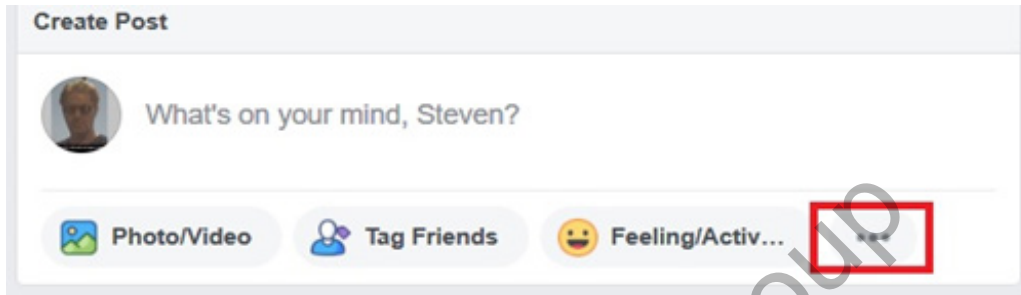 Create Post
What's on your mind, Steven?
Photo/Video Tag Friends Feeling/Activ... ...